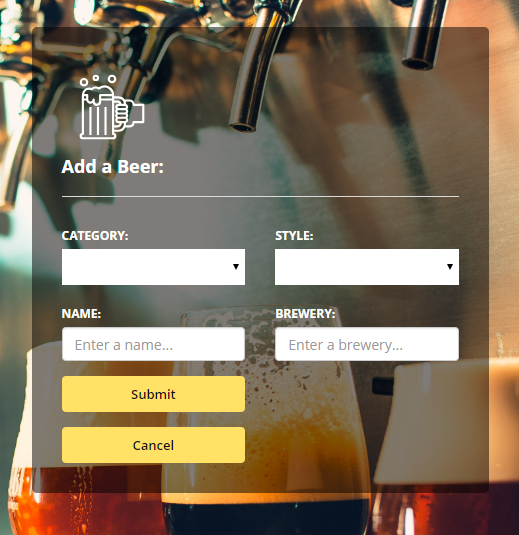 Add a Beer:
CATEGORY: STYLE:
NAME: BREWERY:
Enter a name... Enter a brewery...
Submit
Cancel